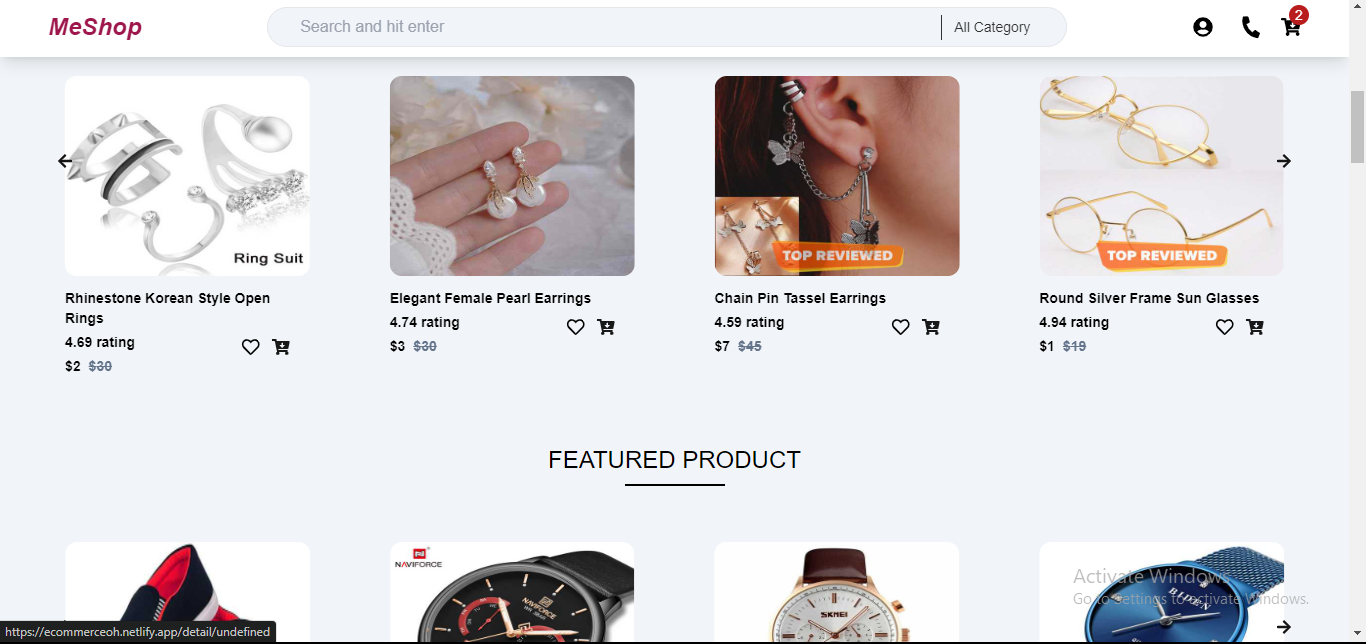 MeShop
Search and hit enter
All Category
2
Ring Suit
TOP REVIEWED
TOP REVIEWED
Rhinestone Korean Style Open
Rings
4.69 rating
$2 $30
Elegant Female Pearl Earrings
4.74 rating
$3 $30
Chain Pin Tassel Earrings
4.59 rating
$7 $45
Round Silver Frame Sun Glasses
4.94 rating
$1 $19
FEATURED PRODUCT
NAVIFORCE
NAVIFORCE
SKMEI
BIDEN
Activate Windows
Go to Settings to activate Windows.
https://ecommerceoh.netlify.app/detail/undefined